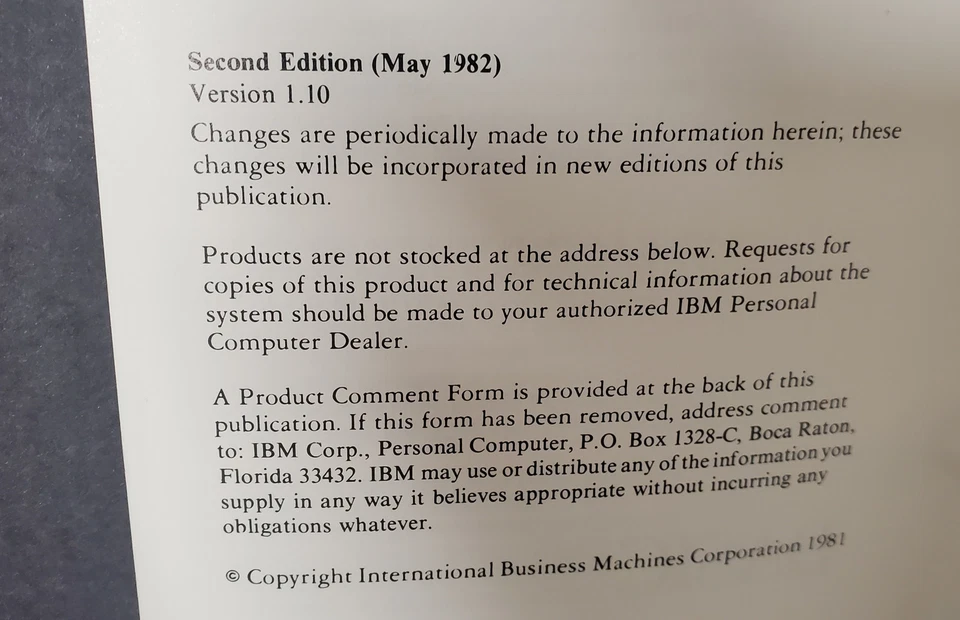 Second Edition (May 1982)
Version 1.10
Changes are periodically made to the information herein; these
changes will be incorporated in new editions of this
publication.
Products are not stocked at the address below. Requests for
copies of this product and for technical information about the
system should be made to your authorized IBM Personal
Computer Dealer.
A Product Comment Form is provided at the back of this
publication. If this form has been removed, address comment
to: IBM Corp., Personal Computer, P.O. Box 1328-C, Boca Raton,
Florida 33432. IBM may use or distribute any of the information you
supply in any way it believes appropriate without incurring any
obligations whatever.
© Copyright International Business Machines Corporation 1981